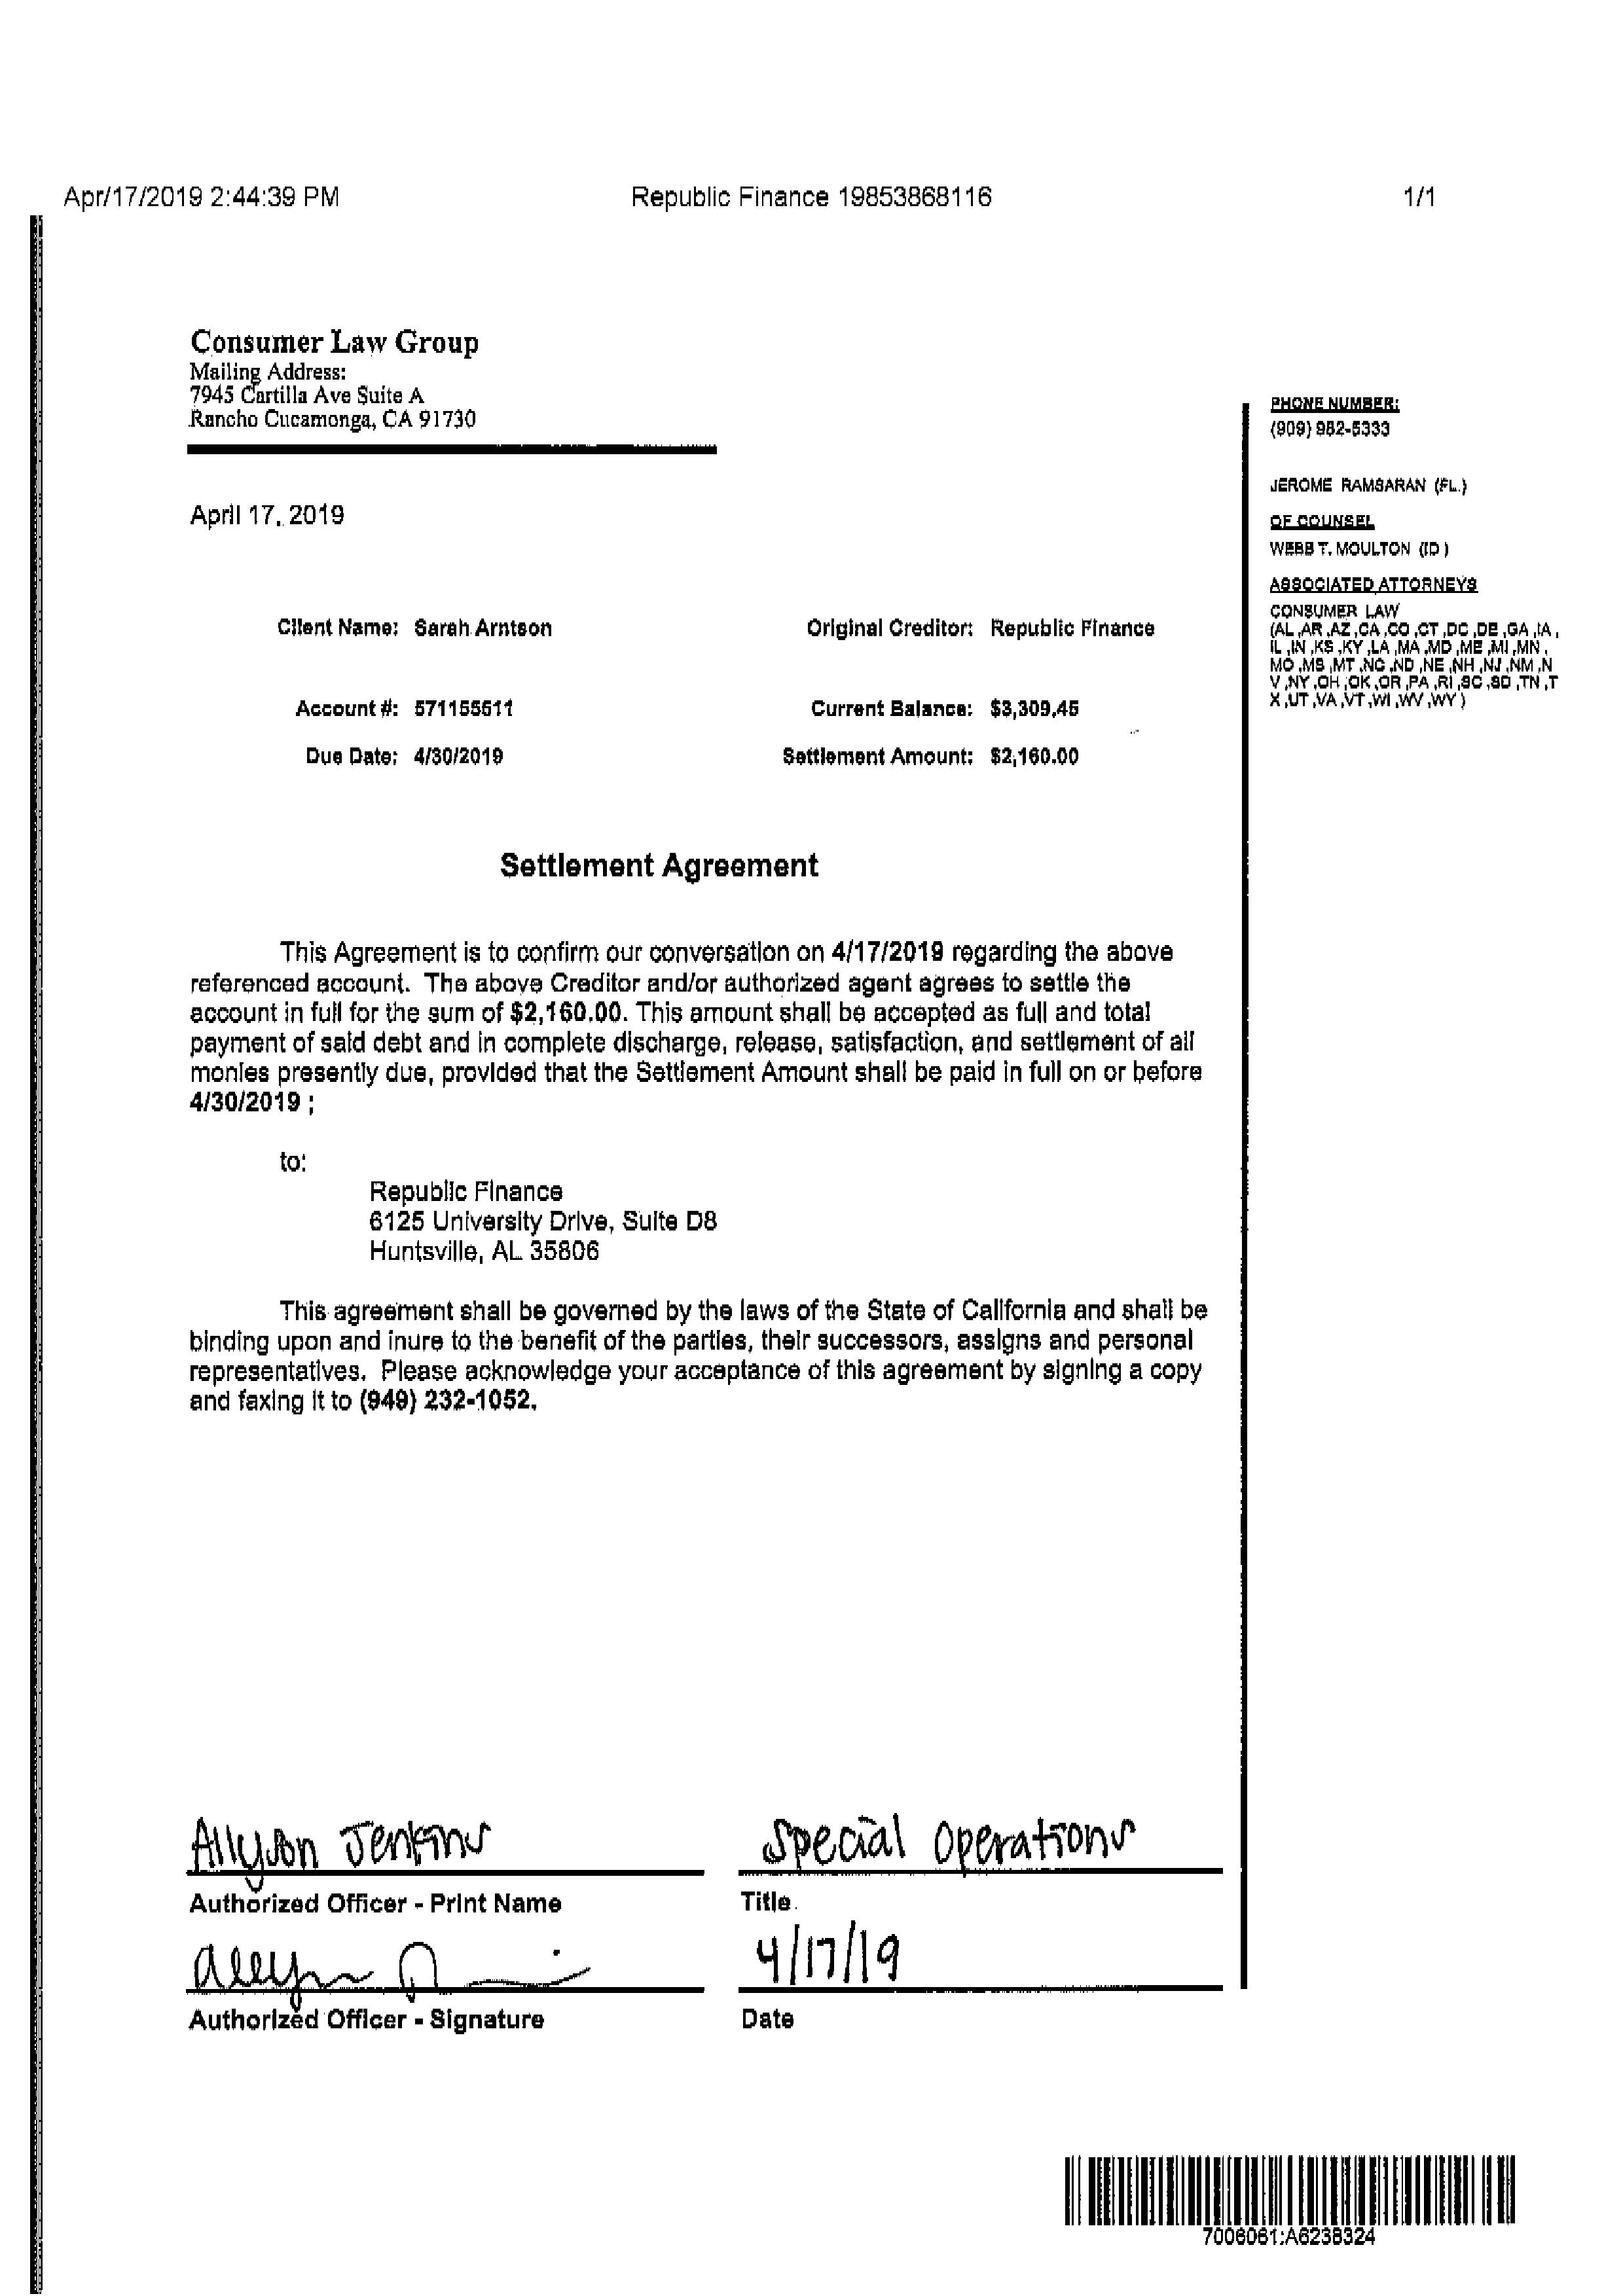 Apr/17/2019 2:44:39 PM Republic Finance 19853868116 1/1
Consumer Law Group
Mailing Address:
7945 Cartilla Ave Suite A
Rancho Cucamonga, CA 91730
PHONE NUMBER:
(909) 982-5333
JEROME RAMSARAN (FL.)
OF COUNSEL
WEBB T. MOULTON (ID )
ASSOCIATED ATTORNEYS
CONSUMER LAW
(AL ,AR ,AZ ,CA ,CO ,CT ,DC ,DE ,GA ,IA ,
IL ,IN ,KS ,KY ,LA ,MA ,MD ,ME ,MI ,MN ,
MO ,MS ,MT ,NC ,ND ,NE ,NH ,NJ ,NM ,N
V ,NY ,OH ,OK ,OR ,PA ,RI ,SC ,SD ,TN ,T
X ,UT ,VA ,VT ,WI ,WV ,WY )
April 17, 2019
Client Name: Sarah Arntson Original Creditor: Republic Finance
Account #: 571155511 Current Balance: $3,309.45
Due Date: 4/30/2019 Settlement Amount: $2,160.00
Settlement Agreement
This Agreement is to confirm our conversation on 4/17/2019 regarding the above
referenced account. The above Creditor and/or authorized agent agrees to settle the
account in full for the sum of $2,160.00. This amount shall be accepted as full and total
payment of said debt and in complete discharge, release, satisfaction, and settlement of all
monies presently due, provided that the Settlement Amount shall be paid in full on or before
4/30/2019 ;
to:
Republic Finance
6125 University Drive, Suite D8
Huntsville, AL 35806
This agreement shall be governed by the laws of the State of California and shall be
binding upon and inure to the benefit of the parties, their successors, assigns and personal
representatives. Please acknowledge your acceptance of this agreement by signing a copy
and faxing it to (949) 232-1052.
Allyson Jenkins Special Operations
Authorized Officer - Print Name Title
4/17/19
Authorized Officer - Signature Date
7006061:A6238324